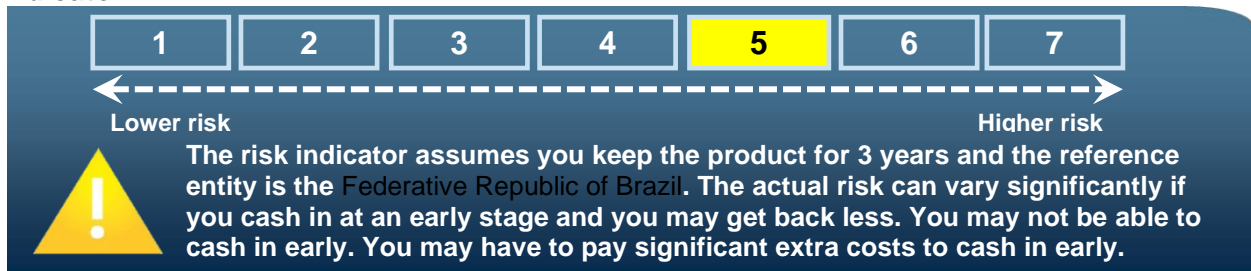 1 2 3 4 5 6 7
Lower risk Higher risk
The risk indicator assumes you keep the product for 3 years and the reference
entity is the Federative Republic of Brazil. The actual risk can vary significantly if
you cash in at an early stage and you may get back less. You may not be able to
cash in early. You may have to pay significant extra costs to cash in early.